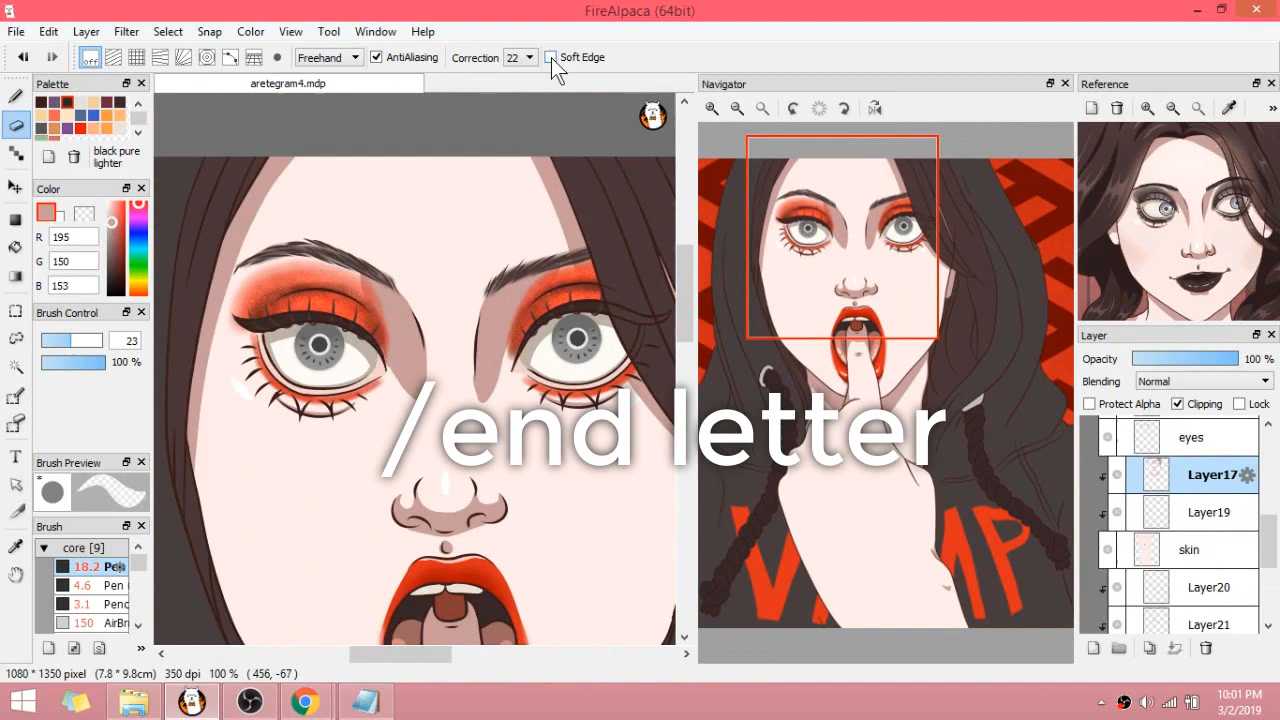 FireAlpaca (64bit)
File Edit Layer Filter Select Snap Color View Tool Window Help
off Freehand AntiAliasing Correction 22 Soft Edge
Palette
aretegram4.mdp
Navigator
Reference
black pure
lighter
Color
R 195
G 150
B 153
Brush Control
23
100 %
Layer
Opacity 100 %
Blending Normal
Protect Alpha Clipping Lock
eyes
Layer17
Layer19
skin
Layer20
Layer21
/end letter
Brush Preview
*
Brush
core [9]
18.2 Pen
4.6 Pen
3.1 Penc
150 AirBr
T
1080 * 1350 pixel (7.8 * 9.8cm) 350 dpi 100 % ( 456, -67 )
10:01 PM
3/2/2019